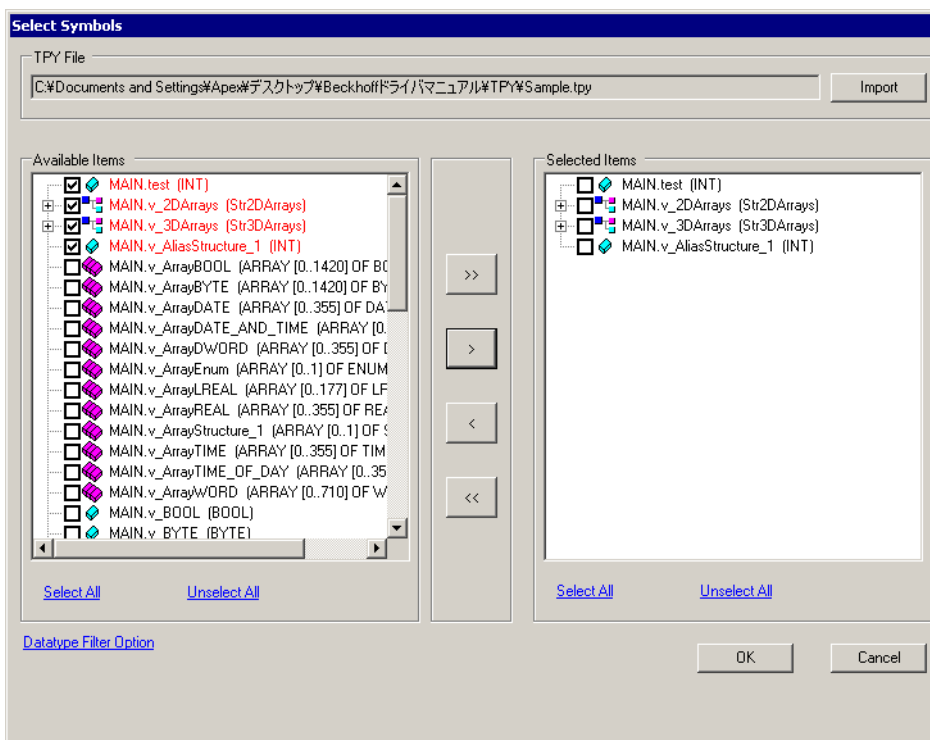 Select Symbols
TPY File
C:¥Documents and Settings¥Apex¥デスクトップ¥Beckhoffドライバマニュアル¥TPY¥Sample.tpy
Import
Available Items
MAIN.test (INT)
MAIN.v_2DArrays (Str2DArrays)
MAIN.v_3DArrays (Str3DArrays)
MAIN.v_AliasStructure_1 (INT)
MAIN.v_ArrayBOOL (ARRAY [0..1420] OF BO
MAIN.v_ArrayBYTE (ARRAY [0..1420] OF BY
MAIN.v_ArrayDATE (ARRAY [0..355] OF DA
MAIN.v_ArrayDATE_AND_TIME (ARRAY [0.
MAIN.v_ArrayDWORD (ARRAY [0..355] OF D
MAIN.v_ArrayEnum (ARRAY [0..1] OF ENUM
MAIN.v_ArrayLREAL (ARRAY [0..177] OF LR
MAIN.v_ArrayREAL (ARRAY [0..355] OF REA
MAIN.v_ArrayStructure_1 (ARRAY [0..1] OF S
MAIN.v_ArrayTIME (ARRAY [0..355] OF TIM
MAIN.v_ArrayTIME_OF_DAY (ARRAY [0..35
MAIN.v_ArrayWORD (ARRAY [0..710] OF W
MAIN.v_BOOL (BOOL)
MAIN.v_BYTE (BYTE)
Select All Unselect All
>>
>
<
<<
Selected Items
MAIN.test (INT)
MAIN.v_2DArrays (Str2DArrays)
MAIN.v_3DArrays (Str3DArrays)
MAIN.v_AliasStructure_1 (INT)
Select All Unselect All
Datatype Filter Option
OK
Cancel